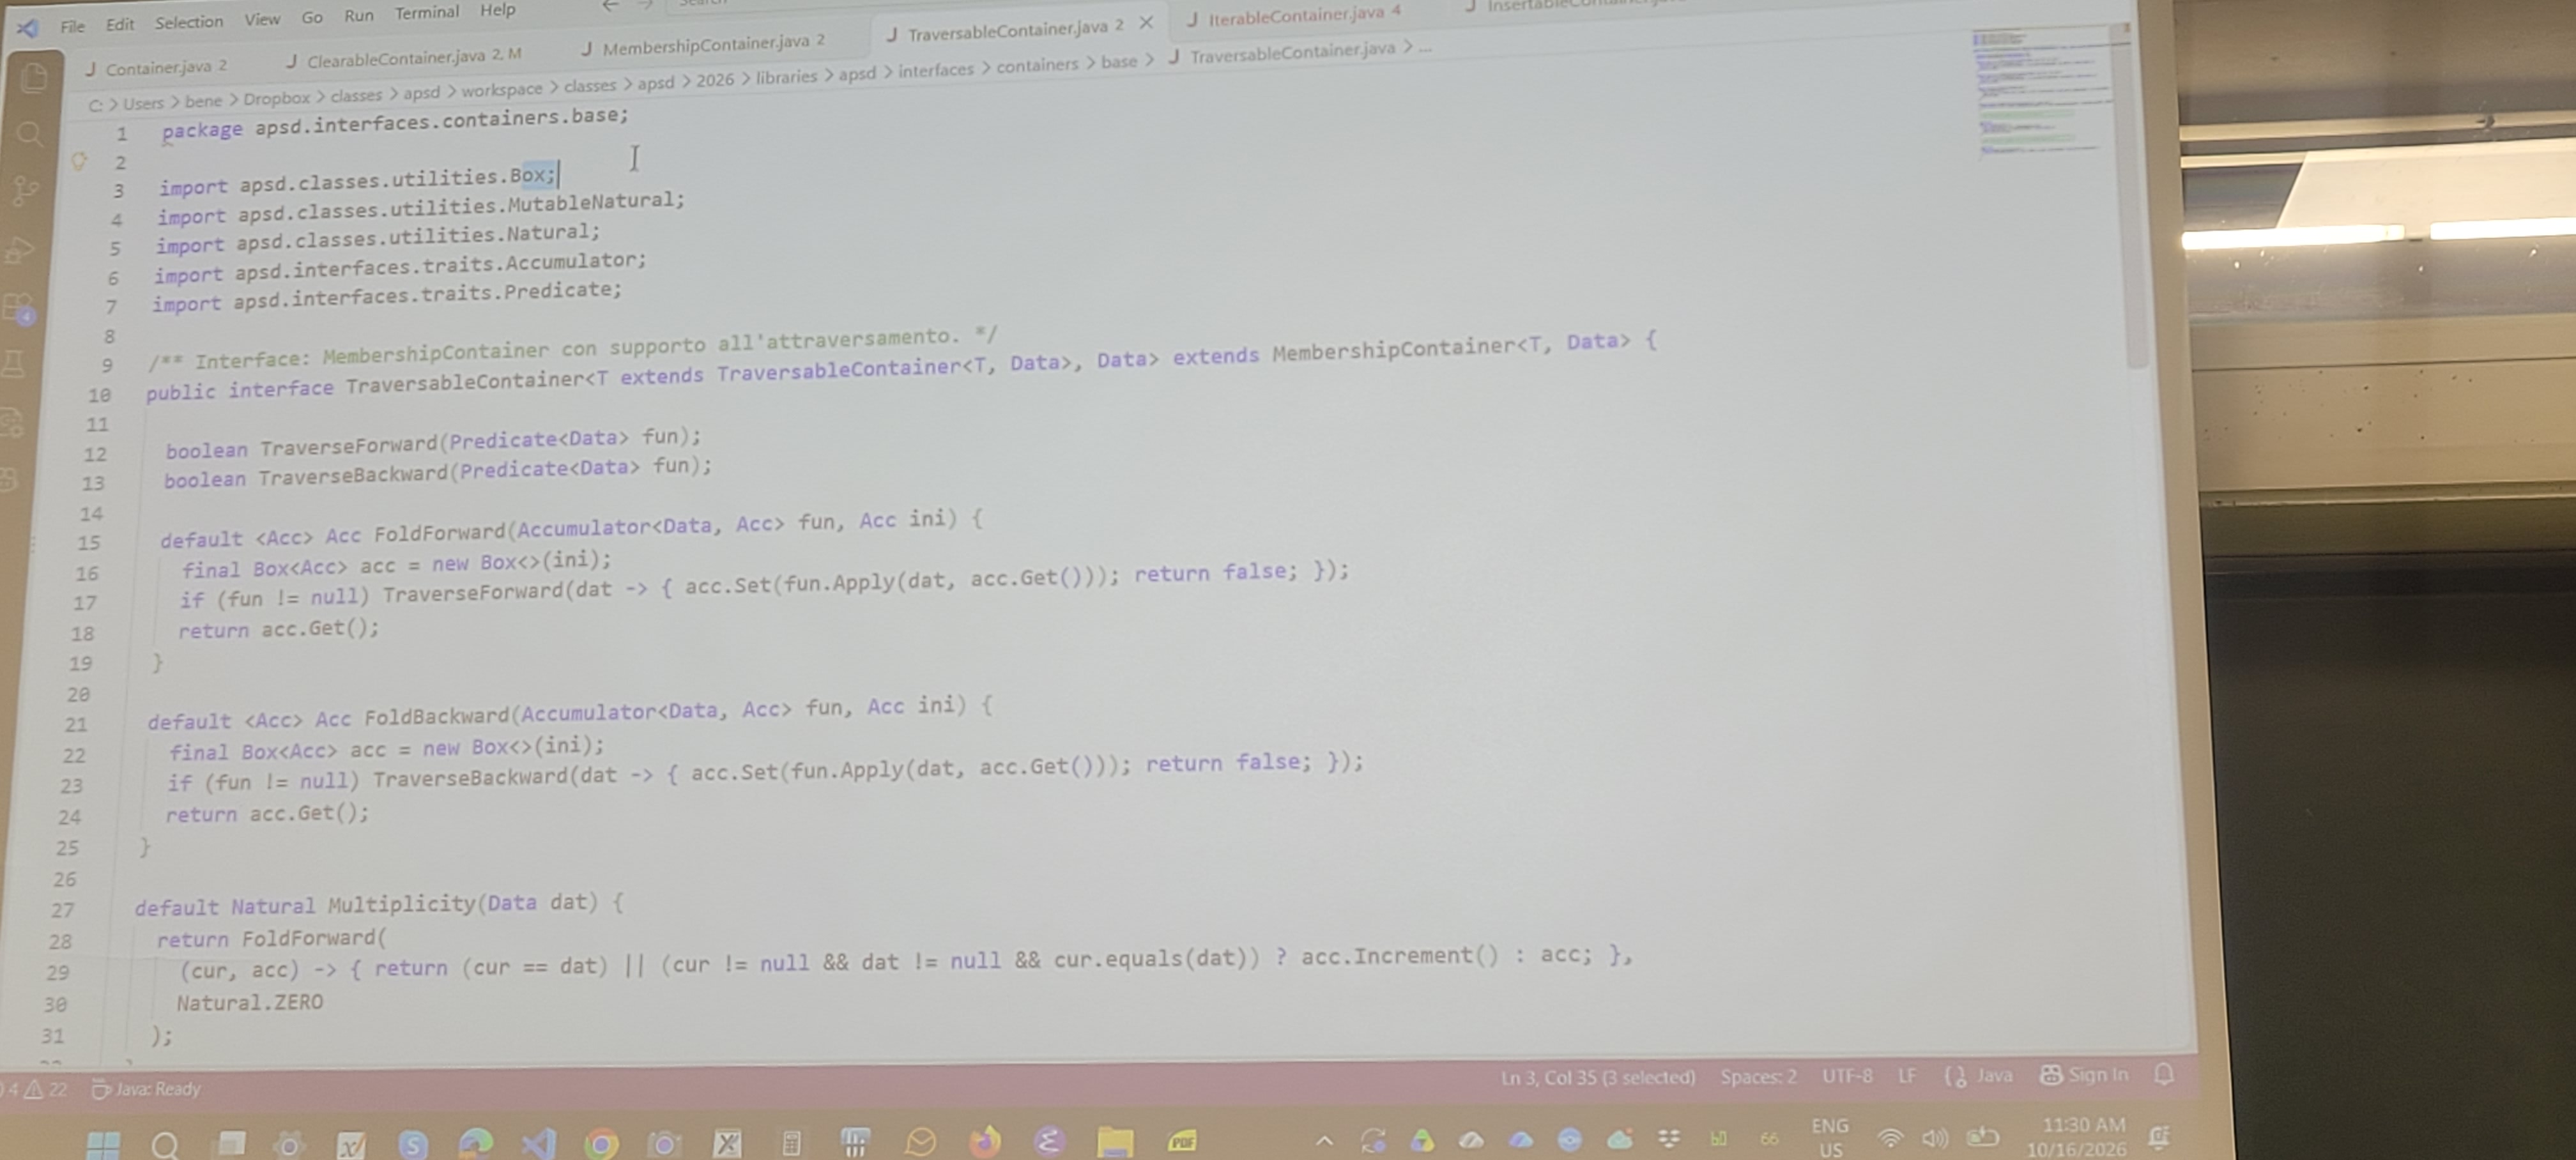 File Edit Selection View Go Run Terminal Help
Container.java 2 ClearableContainer.java 2, M MembershipContainer.java 2 TraversableContainer.java 2 IterableContainer.java 4
C: > Users > bene > Dropbox > classes > apsd > workspace > classes > apsd > 2026 > libraries > apsd > interfaces > containers > base > J TraversableContainer.java > ...
1 package apsd.interfaces.containers.base;
2
3 import apsd.classes.utilities.Box;
4 import apsd.classes.utilities.MutableNatural;
5 import apsd.classes.utilities.Natural;
6 import apsd.interfaces.traits.Accumulator;
7 import apsd.interfaces.traits.Predicate;
8
9 /** Interface: MembershipContainer con supporto all'attraversamento. */
10 public interface TraversableContainer<T extends TraversableContainer<T, Data>, Data> extends MembershipContainer<T, Data> {
11
12 boolean TraverseForward(Predicate<Data> fun);
13 boolean TraverseBackward(Predicate<Data> fun);
14
15 default <Acc> Acc FoldForward(Accumulator<Data, Acc> fun, Acc ini) {
16 final Box<Acc> acc = new Box<>(ini);
17 if (fun != null) TraverseForward(dat -> { acc.Set(fun.Apply(dat, acc.Get())); return false; });
18 return acc.Get();
19 }
20
21 default <Acc> Acc FoldBackward(Accumulator<Data, Acc> fun, Acc ini) {
22 final Box<Acc> acc = new Box<>(ini);
23 if (fun != null) TraverseBackward(dat -> { acc.Set(fun.Apply(dat, acc.Get())); return false; });
24 return acc.Get();
25 }
26
27 default Natural Multiplicity(Data dat) {
28 return FoldForward(
29 (cur, acc) -> { return (cur == dat) || (cur != null && dat != null && cur.equals(dat)) ? acc.Increment() : acc; },
30 Natural.ZERO
31 );
4 22 Java: Ready Ln 3, Col 35 (3 selected) Spaces: 2 UTF-8 LF {} Java Sign In
PDF 66 ENG US 11:30 AM 10/16/2026